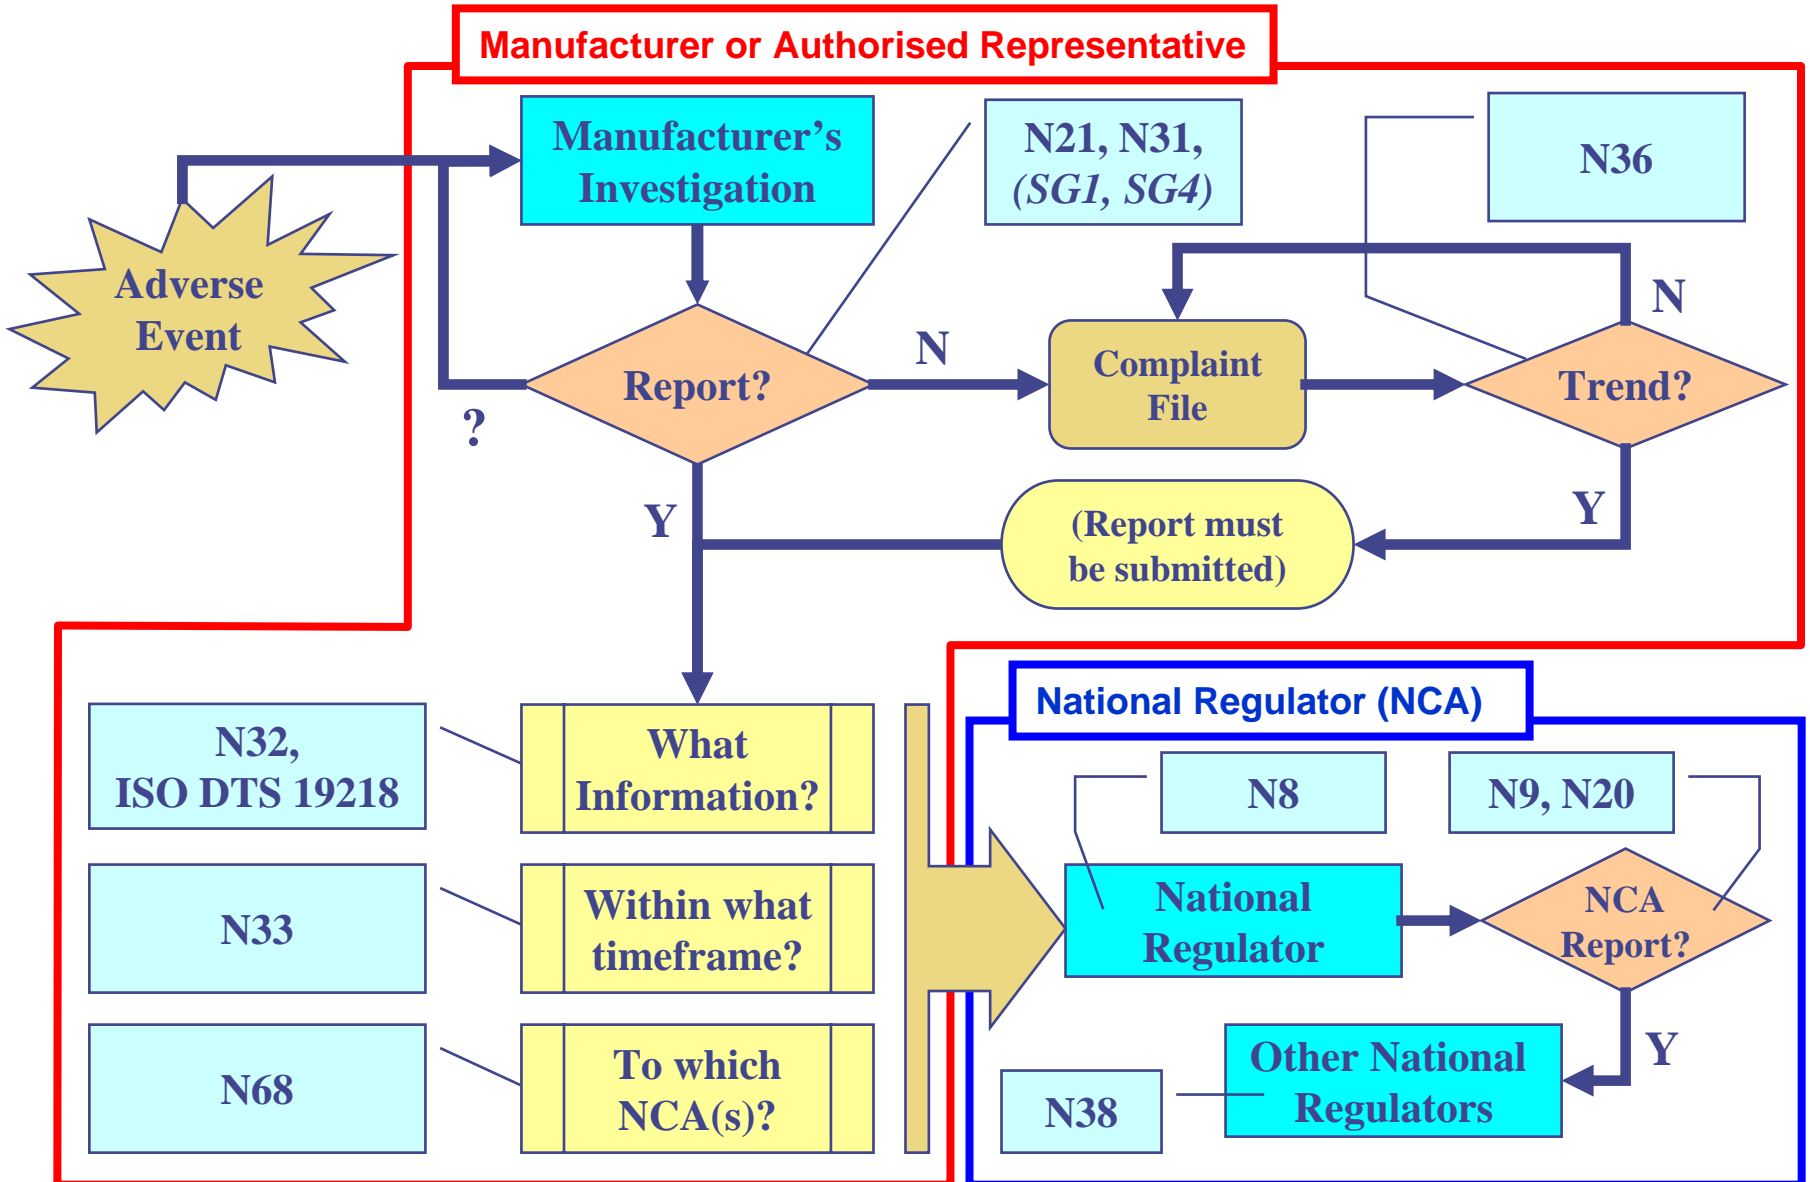 Manufacturer or Authorised Representative
Manufacturer's
Investigation
N21, N31,
(SG1, SG4)
N36
Adverse
Event
N
Report?
N
Complaint
File
Trend?
?
Y
(Report must
be submitted)
Y
National Regulator (NCA)
N32,
ISO DTS 19218
What
Information?
N8
N9, N20
N33
Within what
timeframe?
National
Regulator
NCA
Report?
N68
To which
NCA(s)?
N38
Other National
Regulators
Y